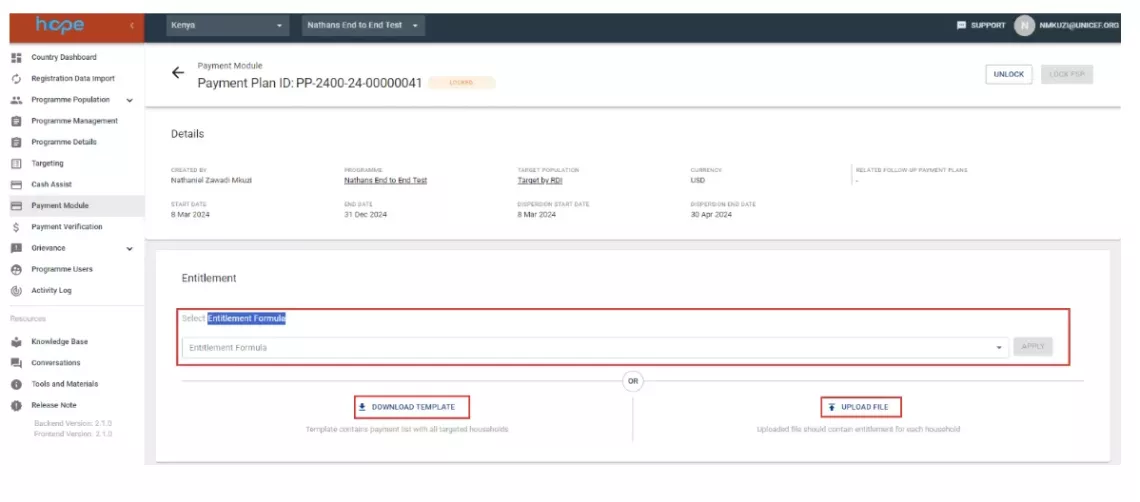 hope
Kenya
Nathans End to End Test
SUPPORT
N
NMKUZI@UNICEF.ORG
Country Dashboard
Registration Data Import
Programme Population
Programme Management
Programme Details
Targeting
Cash Assist
Payment Module
Payment Verification
Grievance
Programme Users
Activity Log
Resources
Knowledge Base
Conversations
Tools and Materials
Release Note
Backend Version: 2.1.0
Frontend Version: 2.1.0
Payment Module
Payment Plan ID: PP-2400-24-00000041
LOCKED
UNLOCK
LOCK FSP
Details
CREATED BY
Nathanial Zawadi Mkuzi
PROGRAMME
Nathans End to End Test
TARGET POPULATION
Target by RDI
CURRENCY
USD
RELATED FOLLOW UP PAYMENT PLANS
-
START DATE
8 Mar 2024
END DATE
31 Dec 2024
DISPERSION START DATE
8 Mar 2024
DISPERSION END DATE
30 Apr 2024
Entitlement
Select Entitlement Formula
Entitlement Formula
APPLY
OR
DOWNLOAD TEMPLATE
Template contains payment list with all targeted households
UPLOAD FILE
Uploaded file should contain entitlement for each household